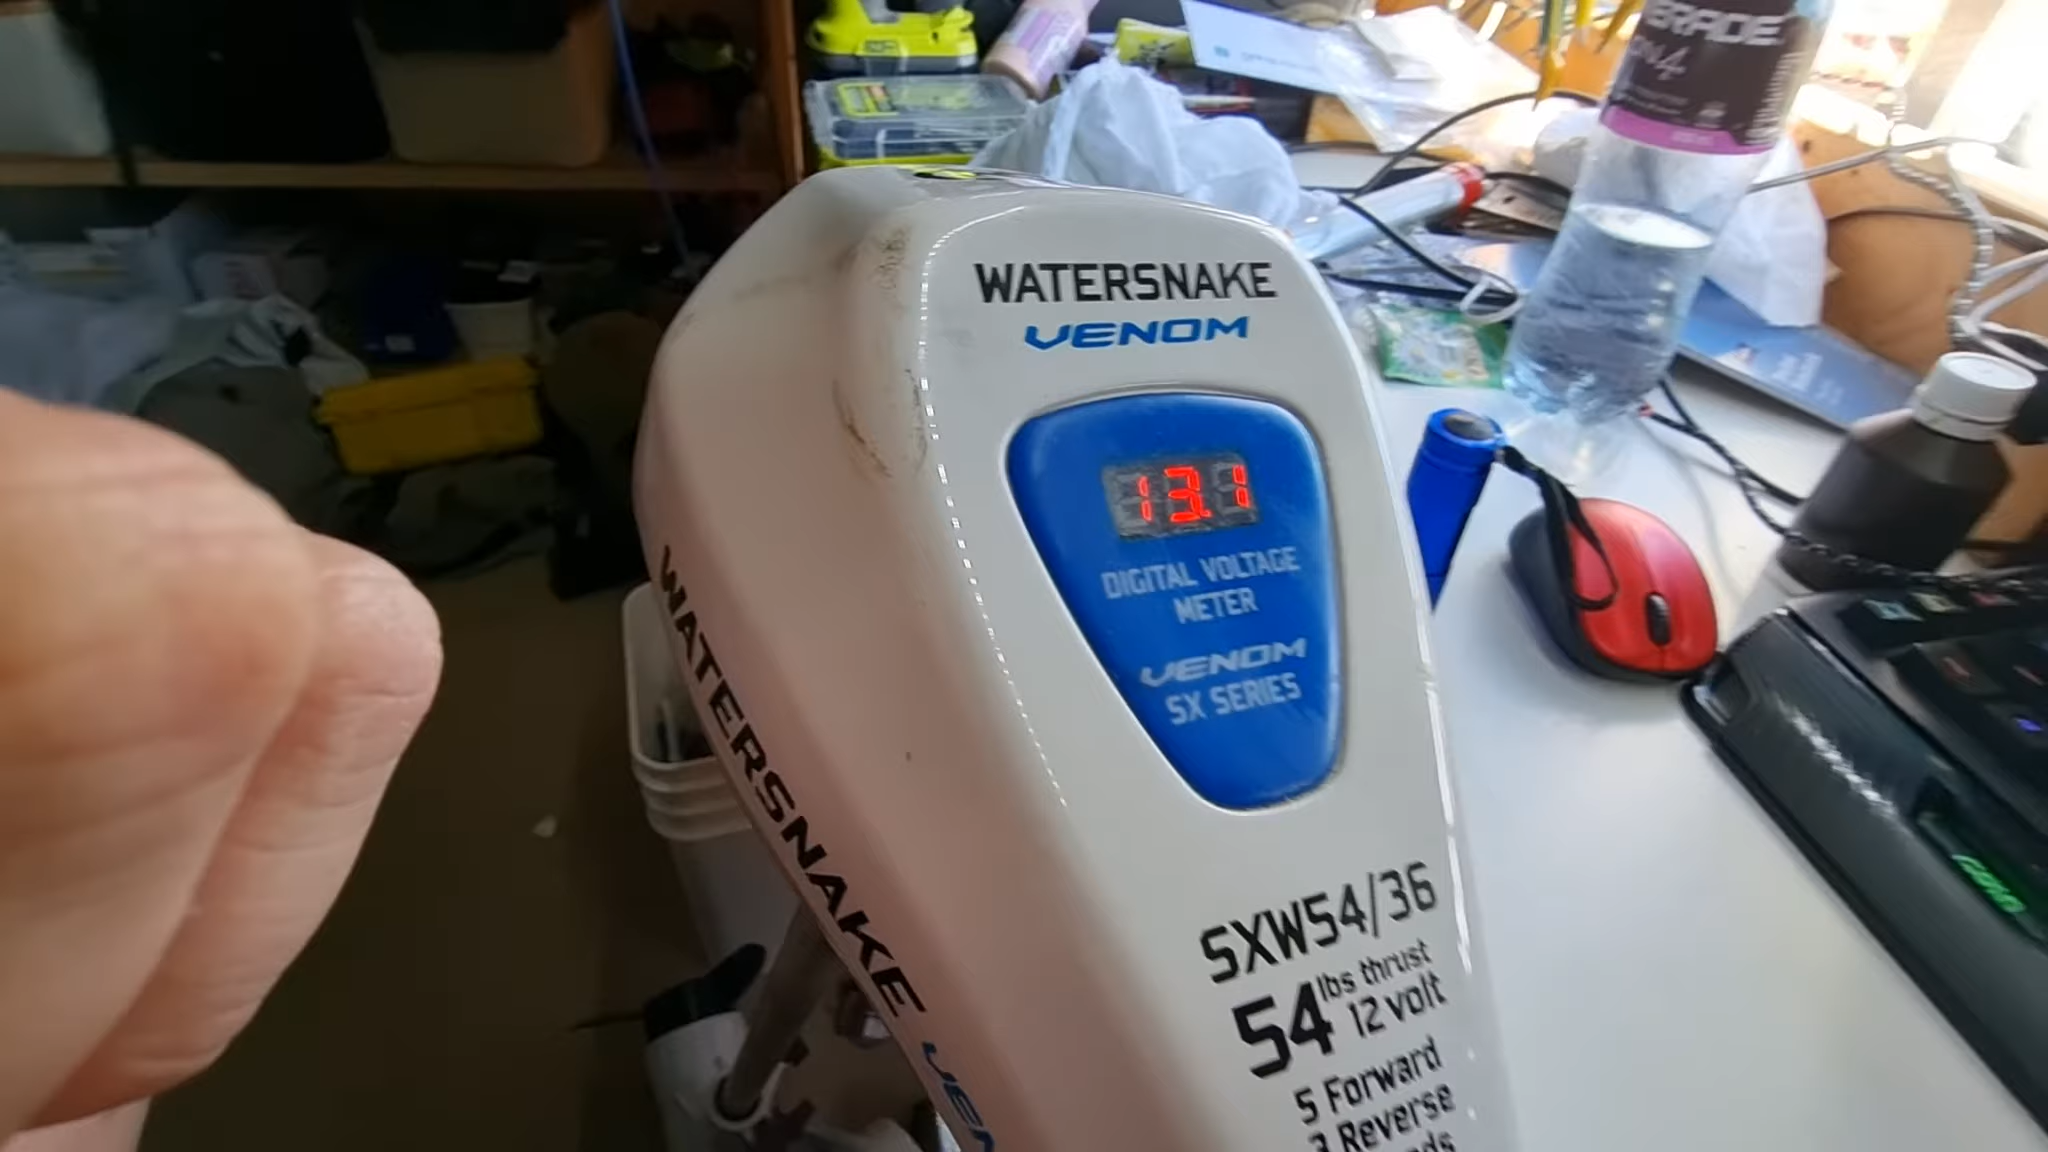 WATERSNAKE
VENOM
13.1
DIGITAL VOLTAGE
METER
VENOM
SX SERIES
SXW54/36
54 lbs thrust
12 volt
5 Forward
3 Reverse
WATERSNAKE
ERADE